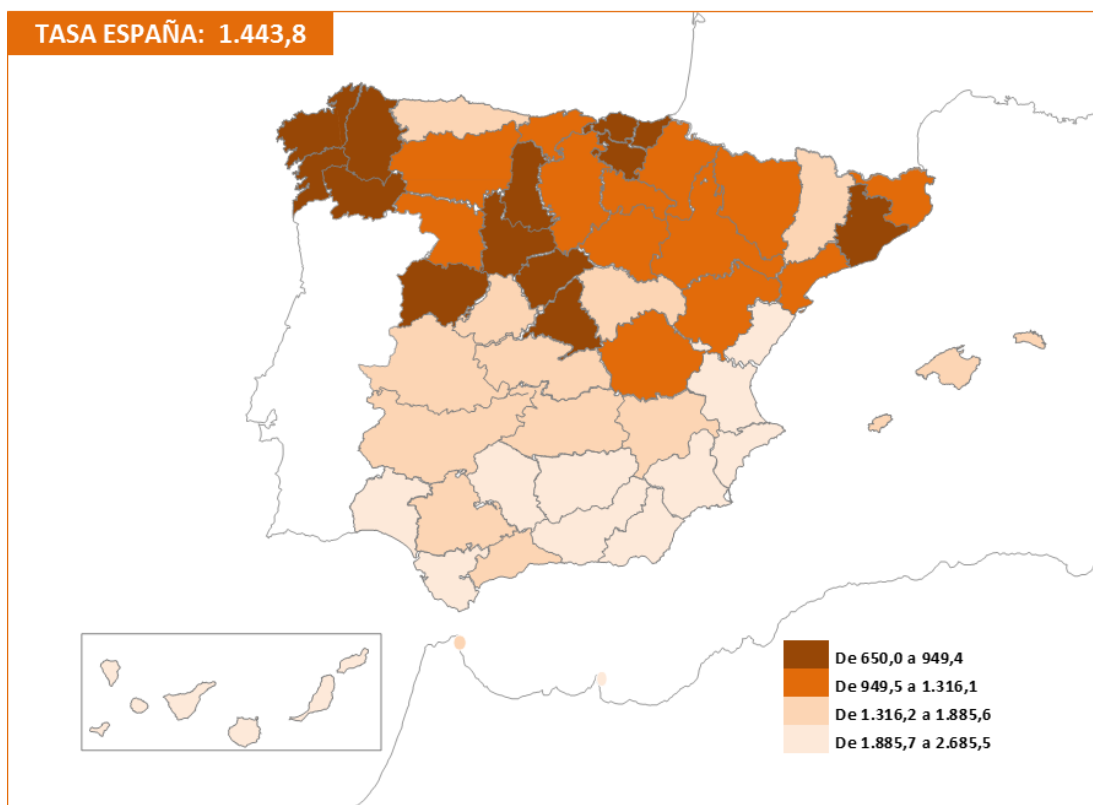 TASA ESPAÑA: 1.443,8
De 650,0 a 949,4
De 949,5 a 1.316,1
De 1.316,2 a 1.885,6
De 1.885,7 a 2.685,5